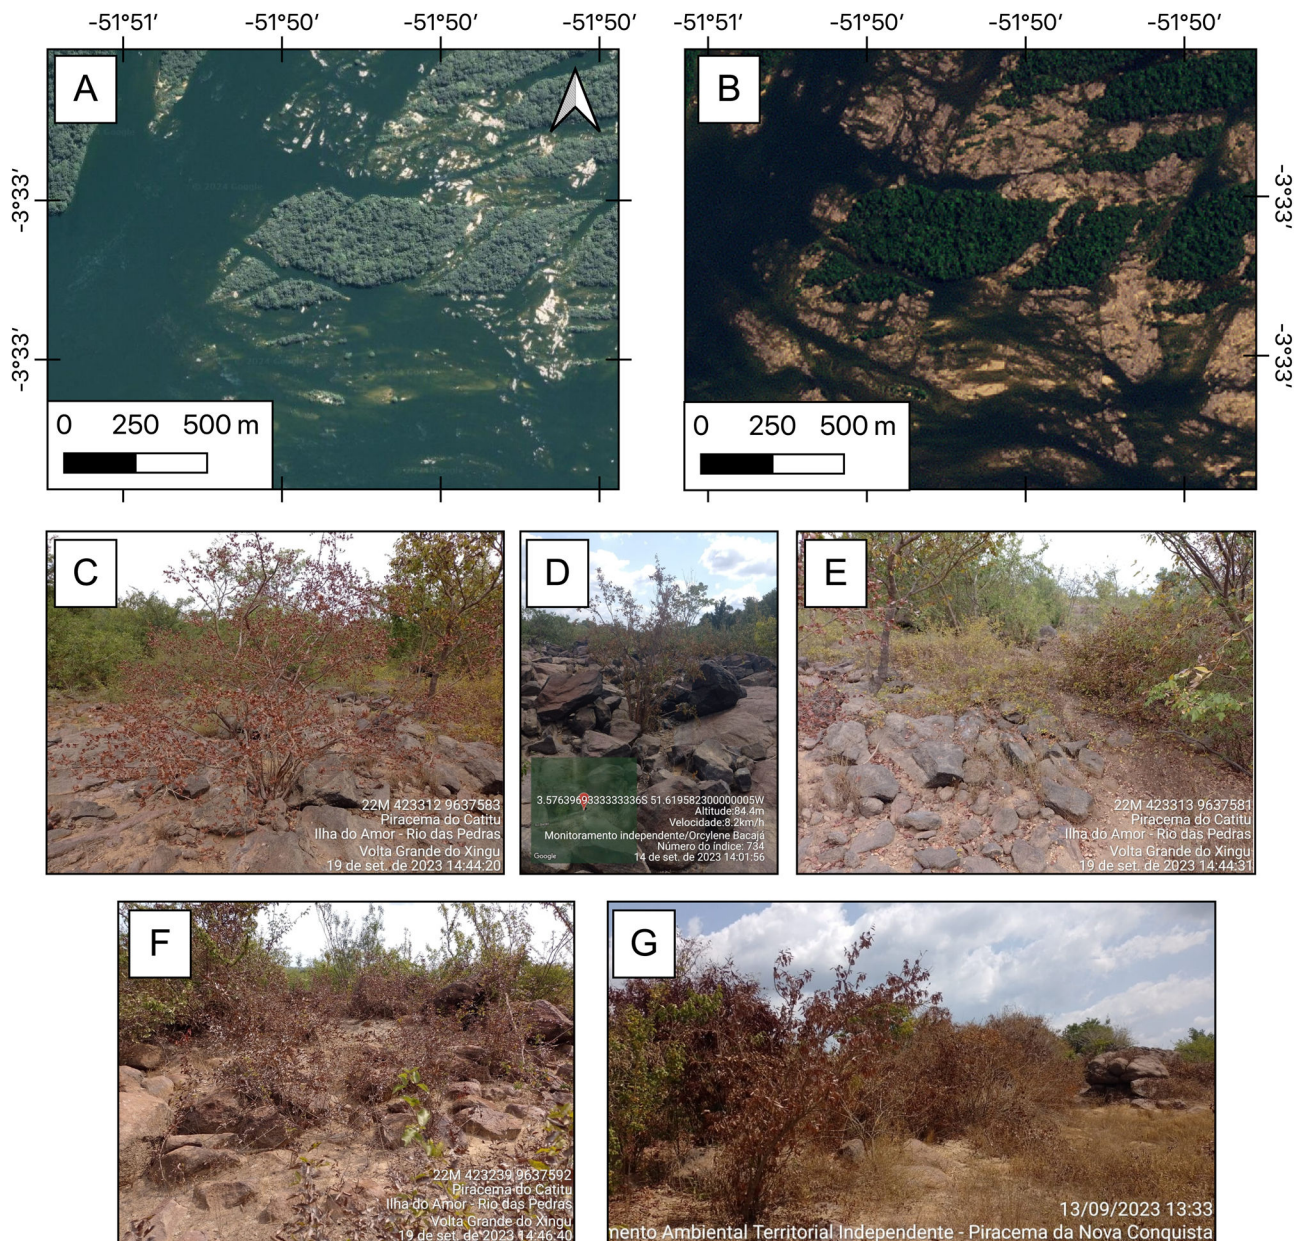 -51°51′ -51°50′ -51°50′ -51°50′
-51°51′ -51°50′ -51°50′ -51°50′
A
B
-3°33′
-3°33′
-3°33′
-3°33′
0 250 500 m
0 250 500 m
C
D
E
22M 423312 9637583
Piracema do Catitu
Ilha do Amor - Rio das Pedras
Volta Grande do Xingu
19 de set. de 2023 14:44:20
3.5763969333333336S 51.619582300000005W
Altitude:84.4m
Velocidade:8.2km/h
Monitoramento independente/Orcylene Bacajá
Número do índice: 734
14 de set. de 2023 14:01:56
Google
22M 423313 9637581
Piracema do Catitu
Ilha do Amor - Rio das Pedras
Volta Grande do Xingu
19 de set. de 2023 14:44:31
F
G
22M 423239 9637592
Piracema do Catitu
Ilha do Amor - Rio das Pedras
Volta Grande do Xingu
19 de set. de 2023 14:46:40
13/09/2023 13:33
mento Ambiental Territorial Independente - Piracema da Nova Conquista